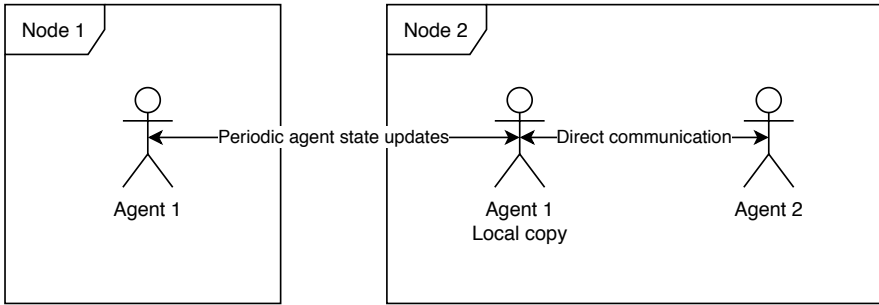 Node 1
Node 2
Periodic agent state updates
Direct communication
Agent 1
Agent 1
Local copy
Agent 2